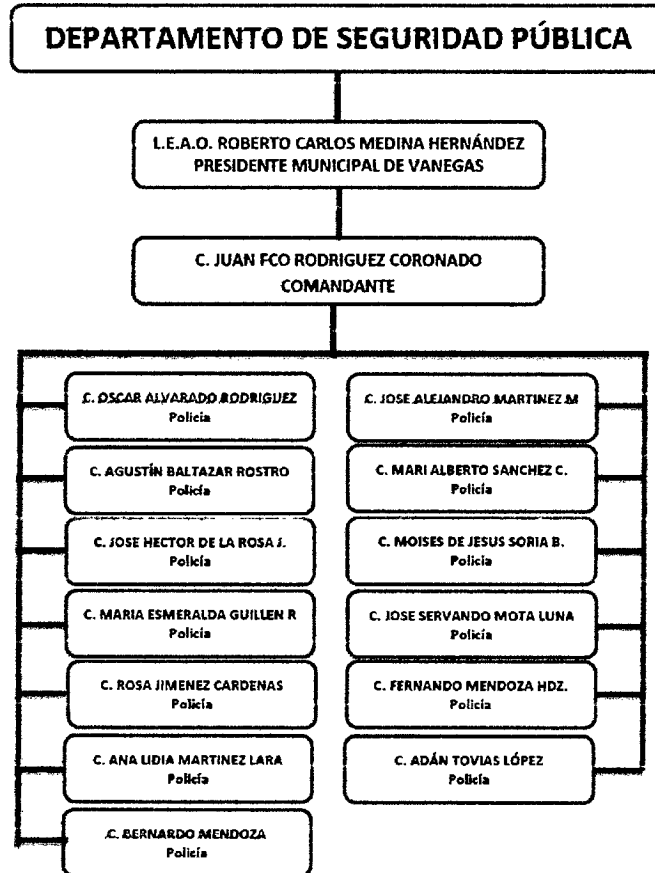 DEPARTAMENTO DE SEGURIDAD PÚBLICA
L.E.A.O. ROBERTO CARLOS MEDINA HERNÁNDEZ
PRESIDENTE MUNICIPAL DE VANEGAS
C. JUAN FCO RODRIGUEZ CORONADO
COMANDANTE
C. OSCAR ALVARADO RODRIGUEZ
Policía
C. AGUSTÍN BALTAZAR ROSTRO
Policía
C. JOSE HECTOR DE LA ROSA J.
Policía
C. MARIA ESMERALDA GUILLEN R
Policía
C. ROSA JIMENEZ CARDENAS
Policía
C. ANA LIDIA MARTINEZ LARA
Policía
C. BERNARDO MENDOZA
Policía
C. JOSE ALEJANDRO MARTINEZ M
Policía
C. MARI ALBERTO SANCHEZ C.
Policía
C. MOISES DE JESUS SORIA B.
Policía
C. JOSE SERVANDO MOTA LUNA
Policía
C. FERNANDO MENDOZA HDZ.
Policía
C. ADÁN TOVIAS LÓPEZ
Policía